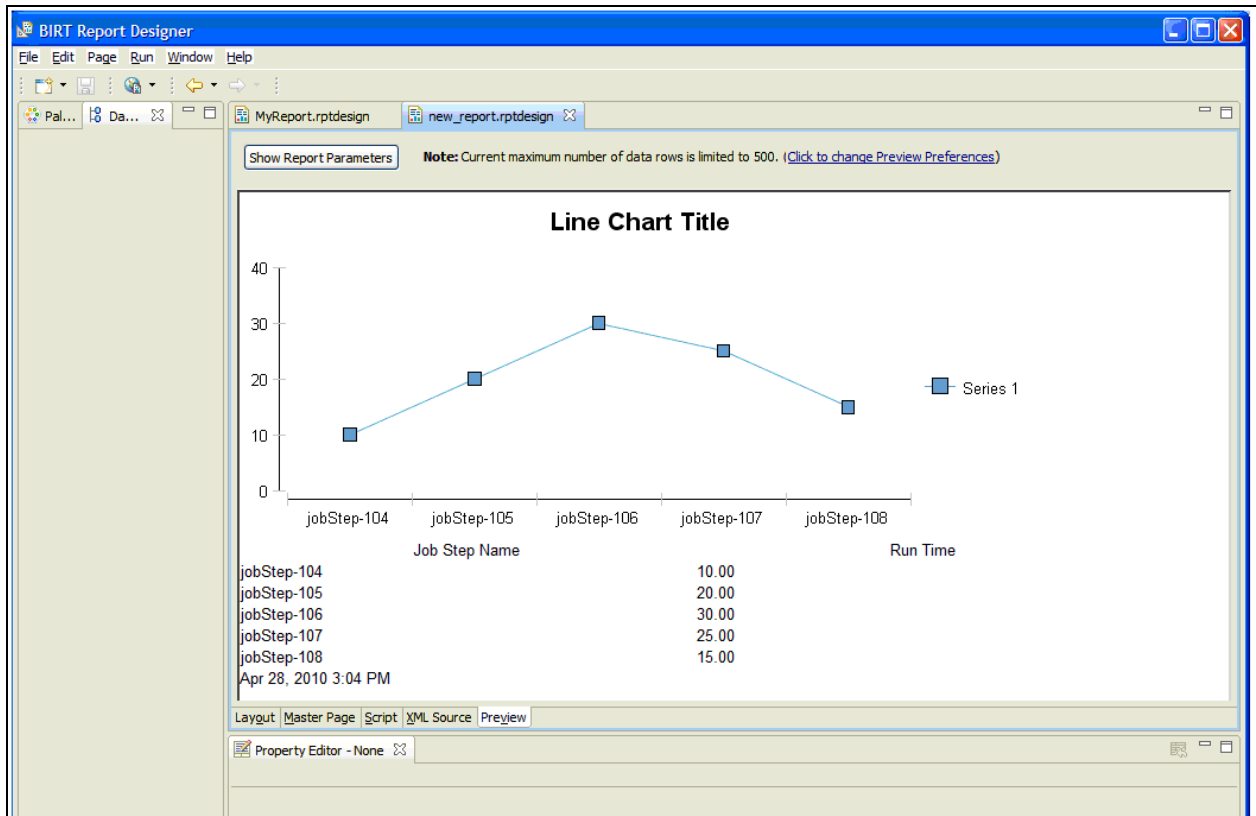 BIRT Report Designer
File Edit Page Run Window Help
Pal... Da...
MyReport.rptdesign new_report.rptdesign
Show Report Parameters Note: Current maximum number of data rows is limited to 500. (Click to change Preview Preferences)
Line Chart Title
40
30
20
10
0
Series 1
jobStep-104 jobStep-105 jobStep-106 jobStep-107 jobStep-108
Job Step Name Run Time
jobStep-104 10.00
jobStep-105 20.00
jobStep-106 30.00
jobStep-107 25.00
jobStep-108 15.00
Apr 28, 2010 3:04 PM
Layout Master Page Script XML Source Preview
Property Editor - None